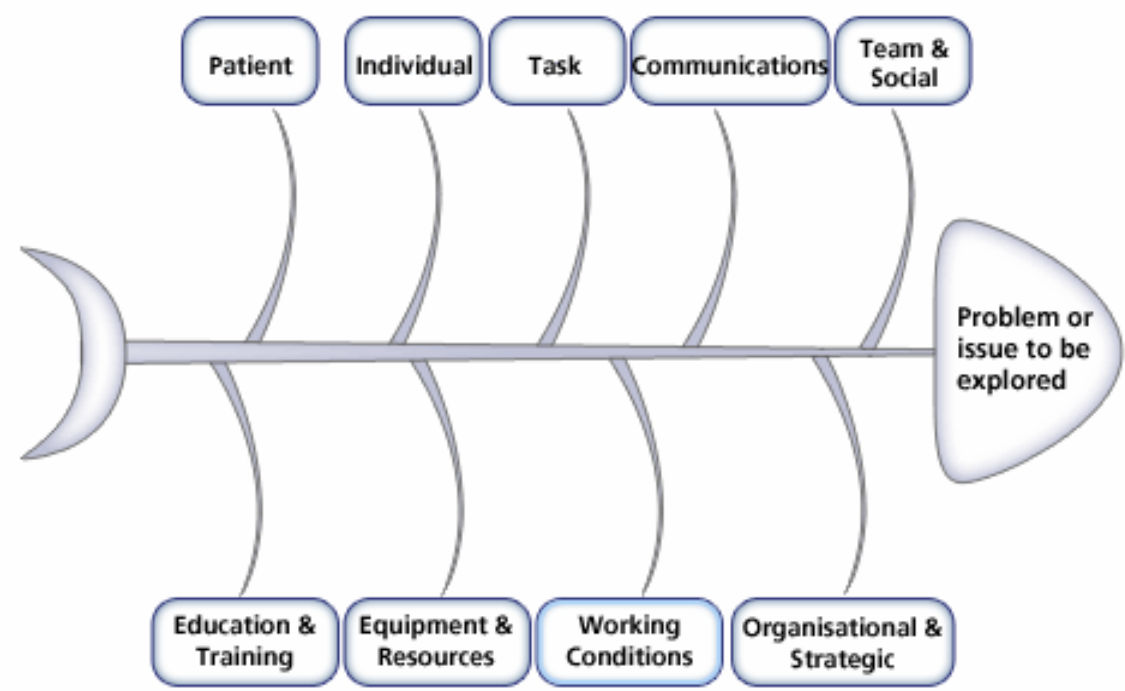 Patient
Individual
Task
Communications
Team &
Social
Problem or
issue to be
explored
Education &
Training
Equipment &
Resources
Working
Conditions
Organisational &
Strategic